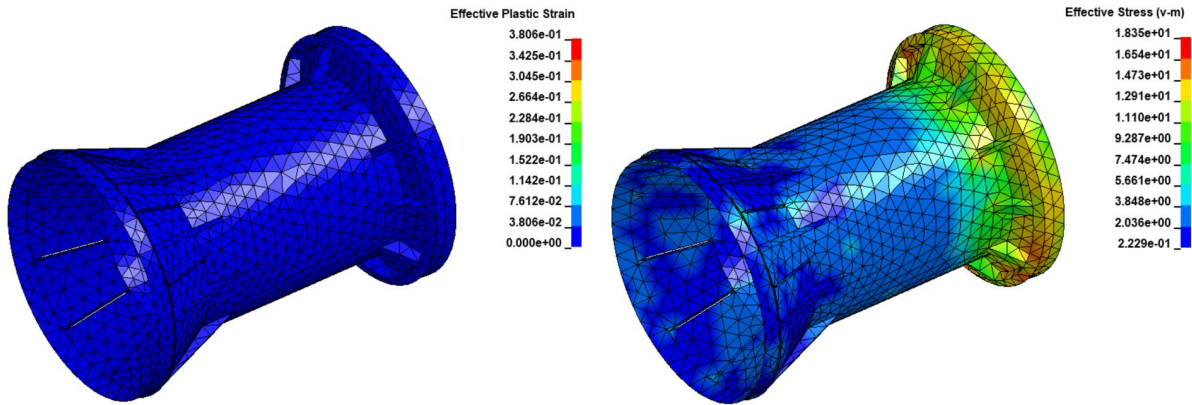 Effective Plastic Strain
3.806e-01
3.425e-01
3.045e-01
2.664e-01
2.284e-01
1.903e-01
1.522e-01
1.142e-01
7.612e-02
3.806e-02
0.000e+00
Effective Stress (v-m)
1.835e+01
1.654e+01
1.473e+01
1.291e+01
1.110e+01
9.287e+00
7.474e+00
5.661e+00
3.848e+00
2.036e+00
2.229e-01